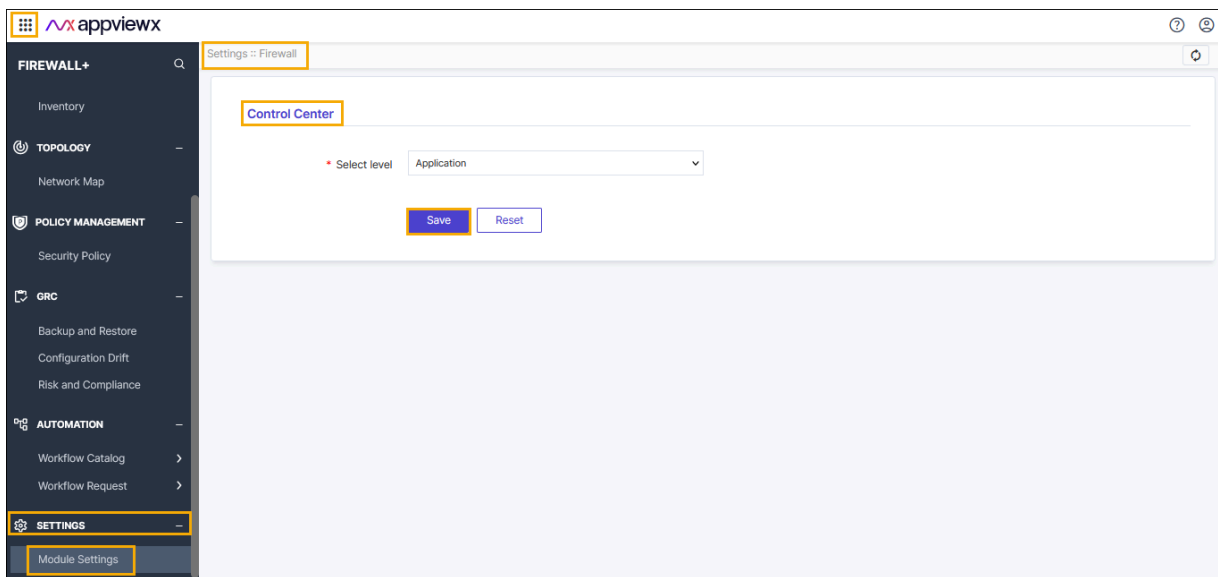 appviewx
FIREWALL+
Inventory
TOPOLOGY
Network Map
POLICY MANAGEMENT
Security Policy
GRC
Backup and Restore
Configuration Drift
Risk and Compliance
AUTOMATION
Workflow Catalog
Workflow Request
SETTINGS
Module Settings
Settings :: Firewall
Control Center
* Select level Application
Save Reset